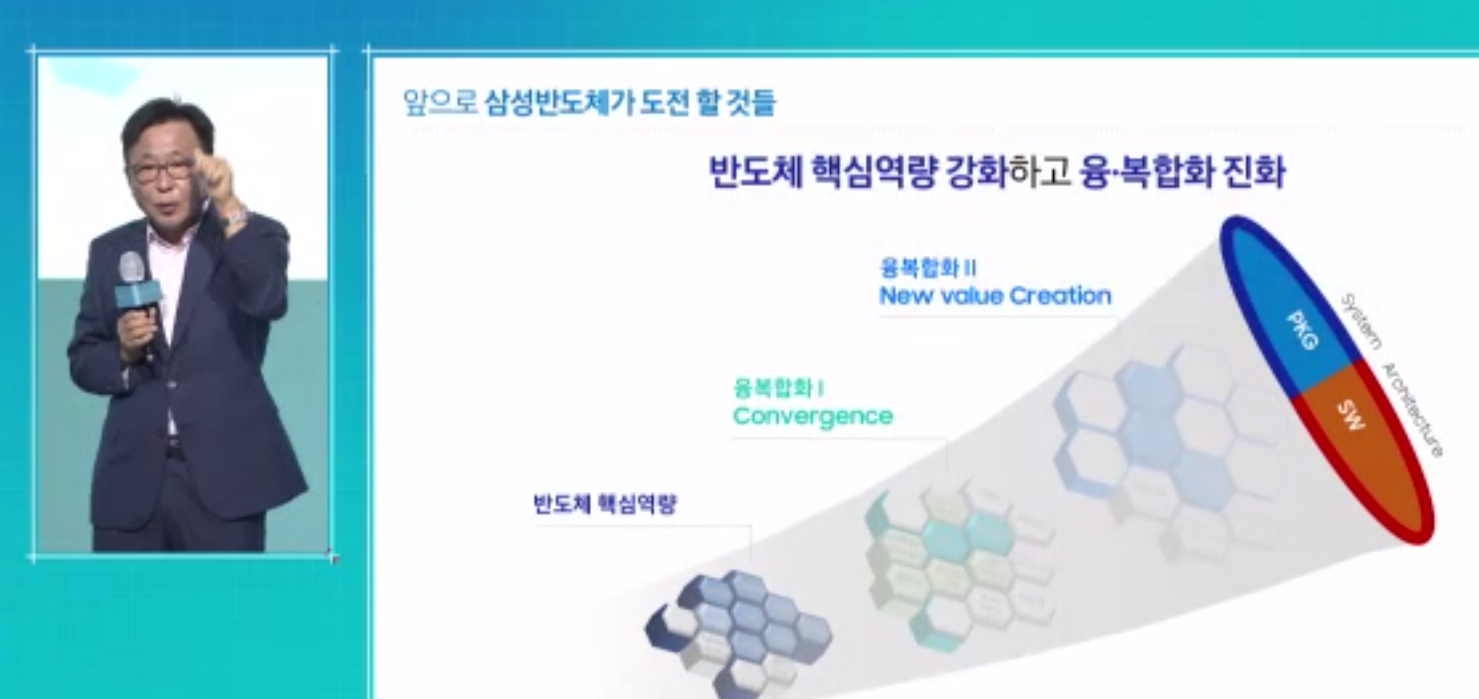 앞으로 삼성반도체가 도전 할 것들
반도체 핵심역량 강화하고 융·복합화 진화
융복합화 II
New value Creation
융복합화 I
Convergence
반도체 핵심역량
PKG
SW
System Architecture